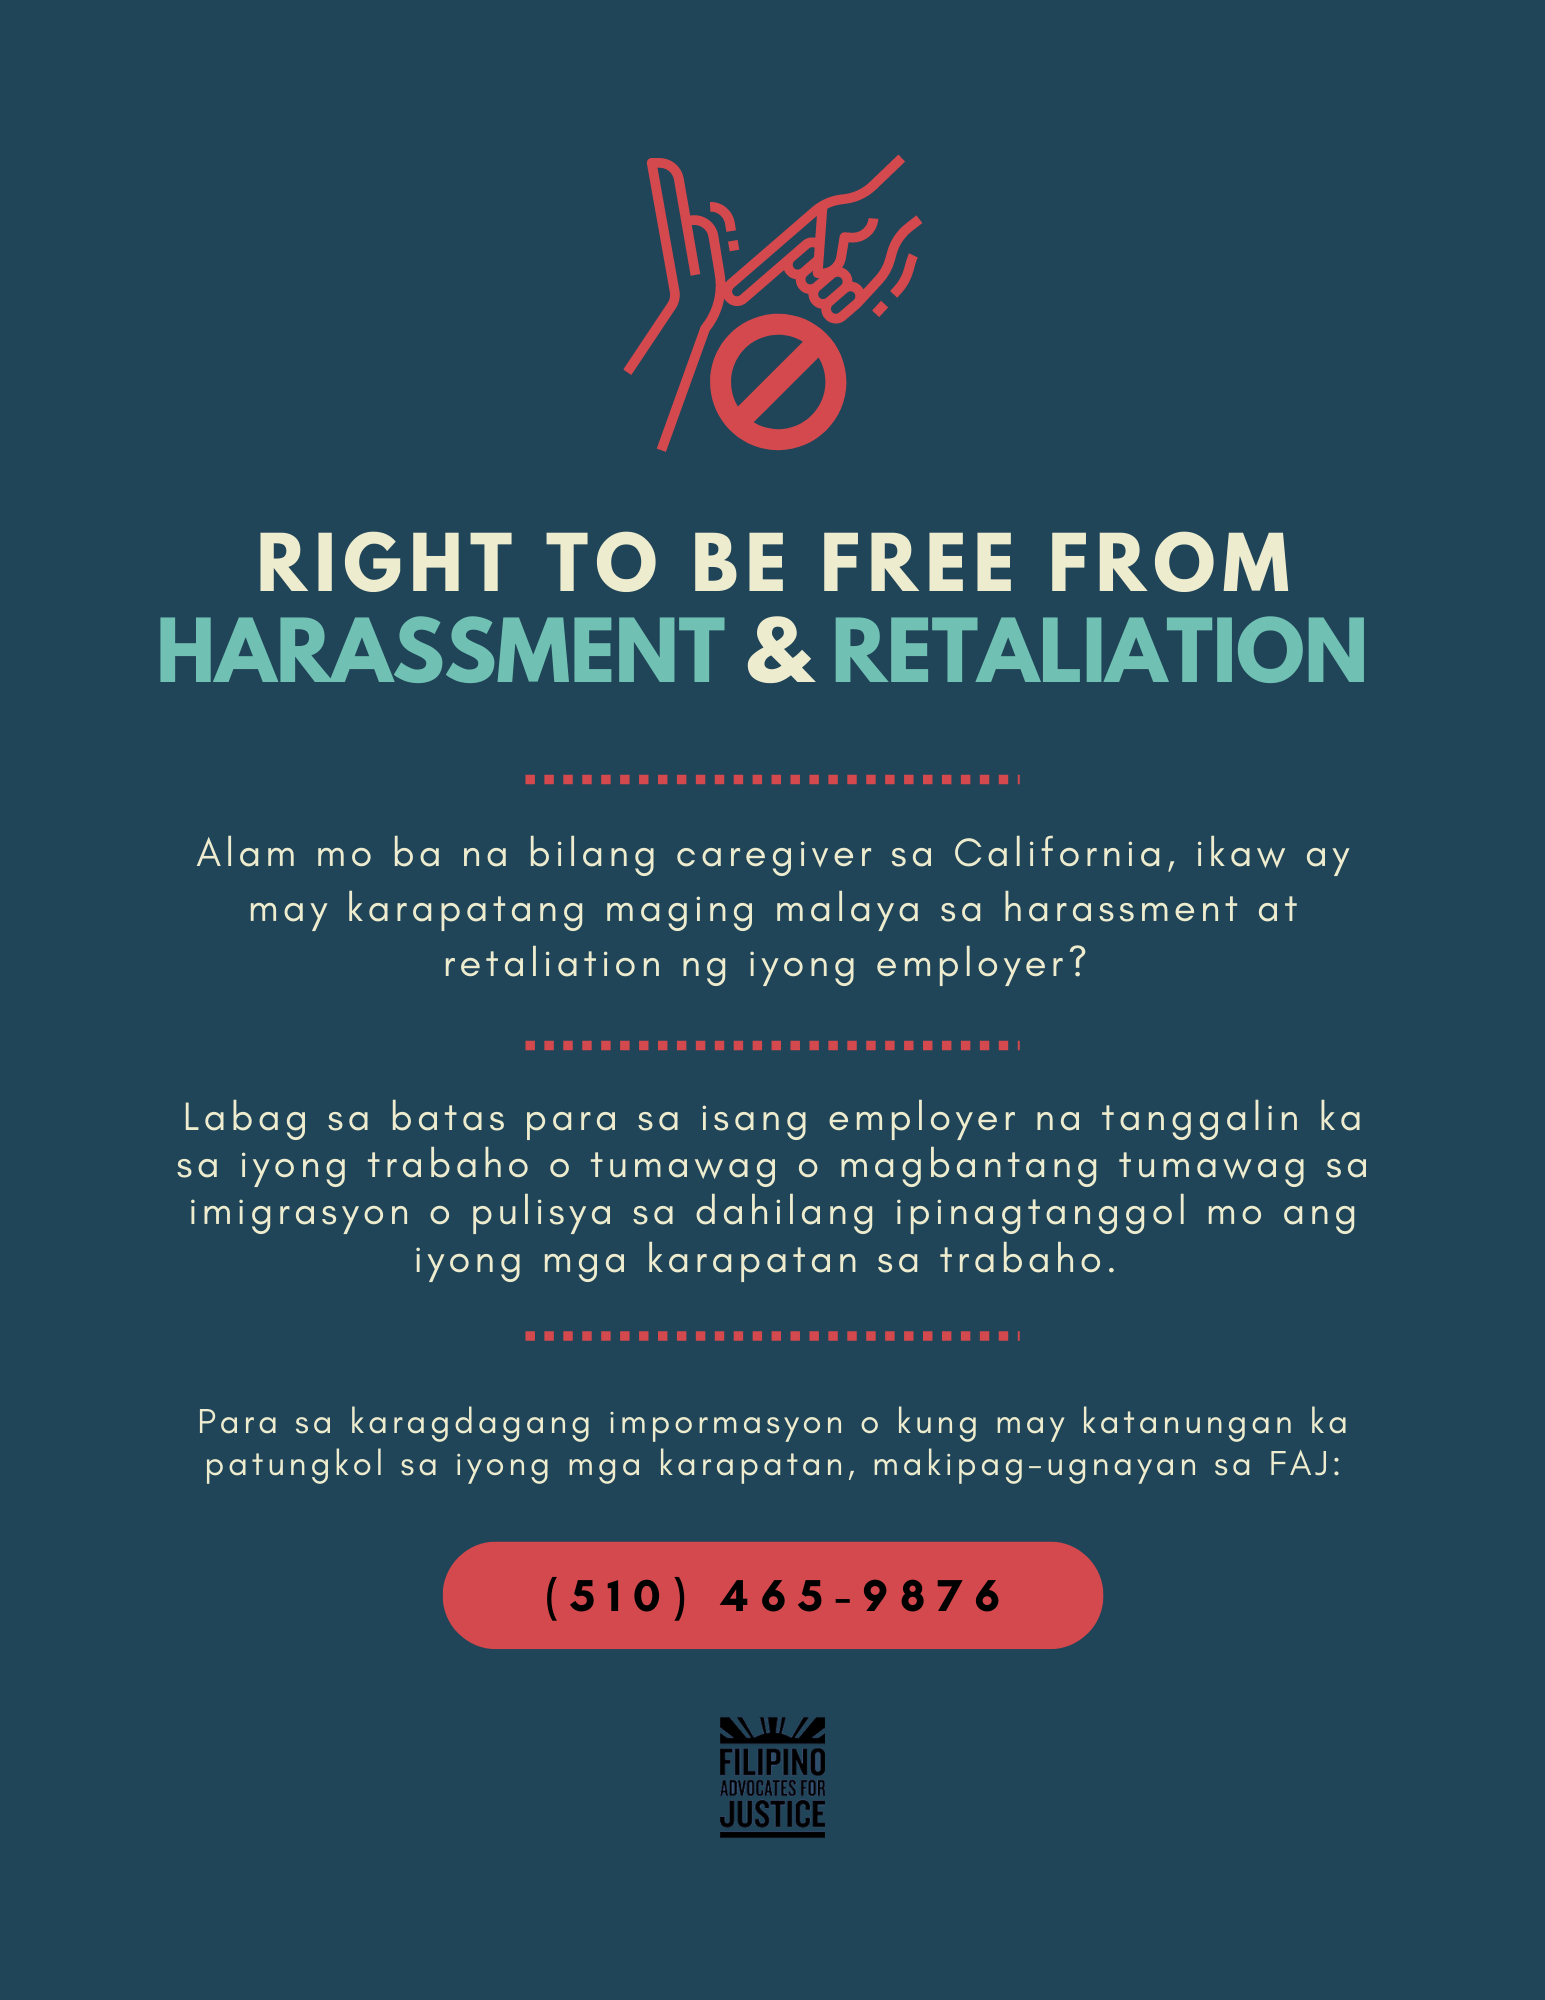 RIGHT TO BE FREE FROM
HARASSMENT & RETALIATION
Alam mo ba na bilang caregiver sa California, ikaw ay
may karapatang maging malaya sa harassment at
retaliation ng iyong employer?
Labag sa batas para sa isang employer na tanggalin ka
sa iyong trabaho o tumawag o magbantang tumawag sa
imigrasyon o pulisya sa dahilang ipinagtanggol mo ang
iyong mga karapatan sa trabaho.
Para sa karagdagang impormasyon o kung may katanungan ka
patungkol sa iyong mga karapatan, makipag-ugnayan sa FAJ:
(510) 465-9876
FILIPINO
ADVOCATES FOR
JUSTICE